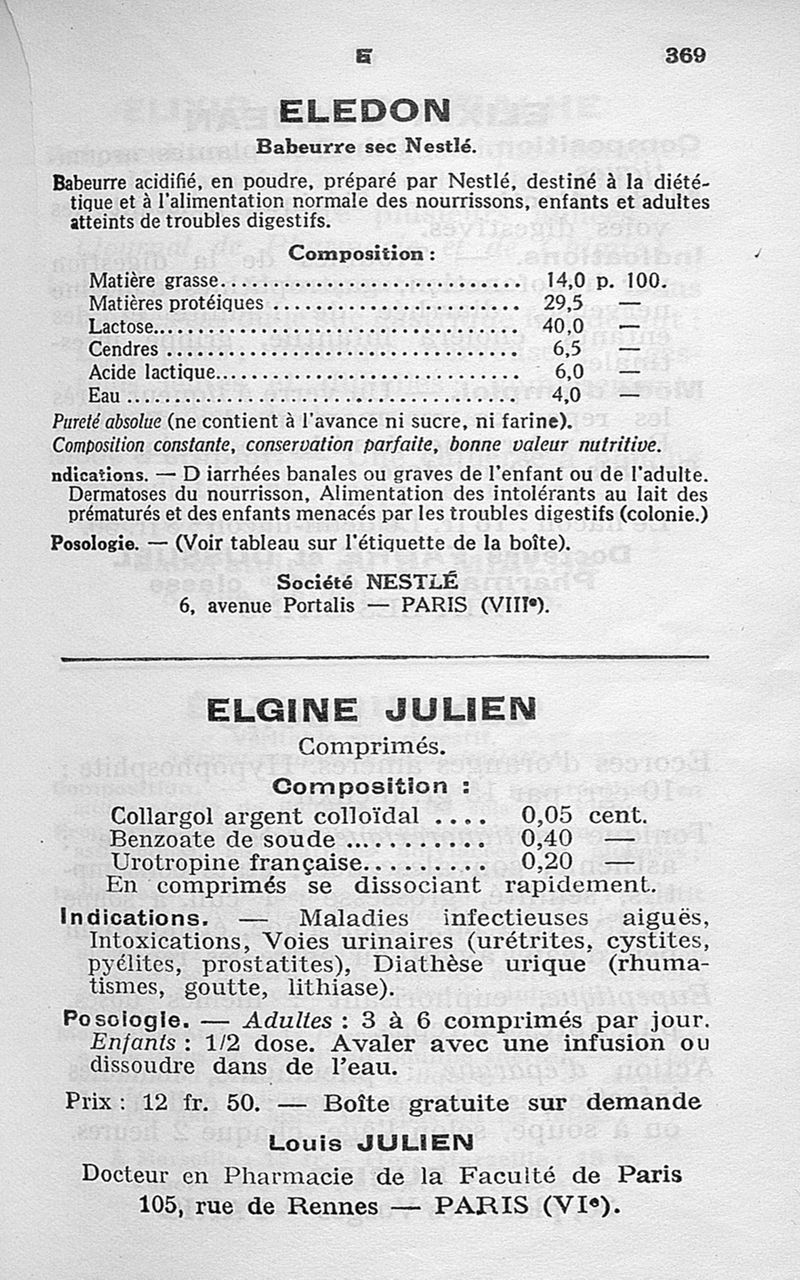 E 369
ELEDON
Babeurre sec Nestlé.
Babeurre acidifié, en poudre, préparé par Nestlé, destiné à la diété-
tique et à l'alimentation normale des nourrissons, enfants et adultes
atteints de troubles digestifs.
Composition :
Matière grasse............................ 14,0 p. 100.
Matières protéiques ........................ 29,5 —
Lactose................................... 40,0 —
Cendres .................................. 6,5 —
Acide lactique............................. 6,0 —
Eau ...................................... 4,0 —
Pureté absolue (ne contient à l'avance ni sucre, ni farine).
Composition constante, conservation parfaite, bonne valeur nutritive.
ndications. — D iarrhées banales ou graves de l'enfant ou de l'adulte.
Dermatoses du nourrisson, Alimentation des intolérants au lait des
prématurés et des enfants menacés par les troubles digestifs (colonie.)
Posologie. — (Voir tableau sur l'étiquette de la boîte).
Société NESTLÉ
6, avenue Portalis — PARIS (VIIIe).
ELGINE JULIEN
Comprimés.
Composition :
Collargol argent colloïdal .... 0,05 cent.
Benzoate de soude ........... 0,40 —
Urotropine française.......... 0,20 —
En comprimés se dissociant rapidement.
Indications. — Maladies infectieuses aiguës,
Intoxications, Voies urinaires (urétrites, cystites,
pyélites, prostatites), Diathèse urique (rhuma-
tismes, goutte, lithiase).
Posologie. — Adultes : 3 à 6 comprimés par jour.
Enfants : 1/2 dose. Avaler avec une infusion ou
dissoudre dans de l'eau.
Prix : 12 fr. 50. — Boîte gratuite sur demande
Louis JULIEN
Docteur en Pharmacie de la Faculté de Paris
105, rue de Rennes — PARIS (VIe).